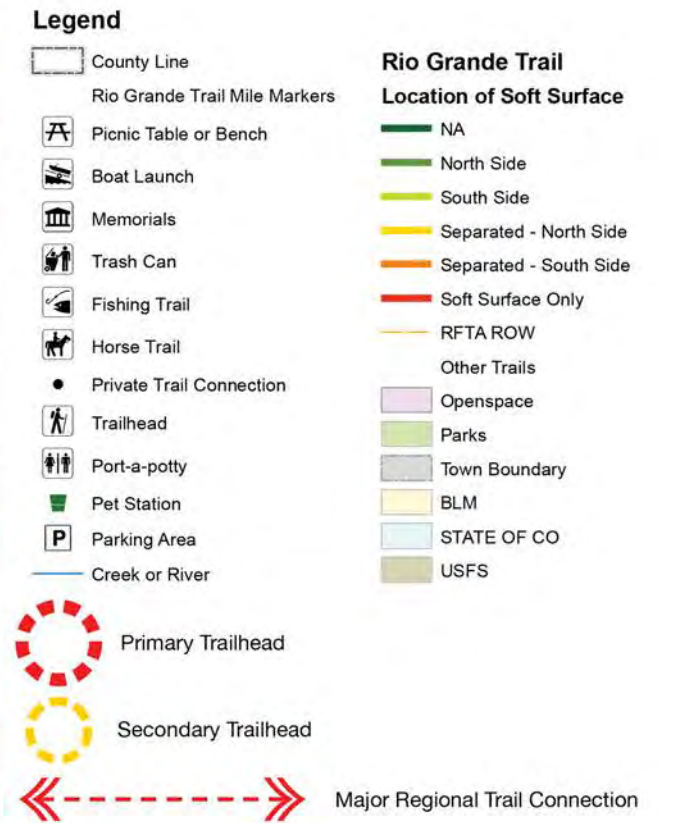 Legend
County Line
Rio Grande Trail Mile Markers
Picnic Table or Bench
Boat Launch
Memorials
Trash Can
Fishing Trail
Horse Trail
Private Trail Connection
Trailhead
Port-a-potty
Pet Station
P Parking Area
Creek or River
Rio Grande Trail
Location of Soft Surface
NA
North Side
South Side
Separated - North Side
Separated - South Side
Soft Surface Only
RFTA ROW
Other Trails
Openspace
Parks
Town Boundary
BLM
STATE OF CO
USFS
Primary Trailhead
Secondary Trailhead
Major Regional Trail Connection